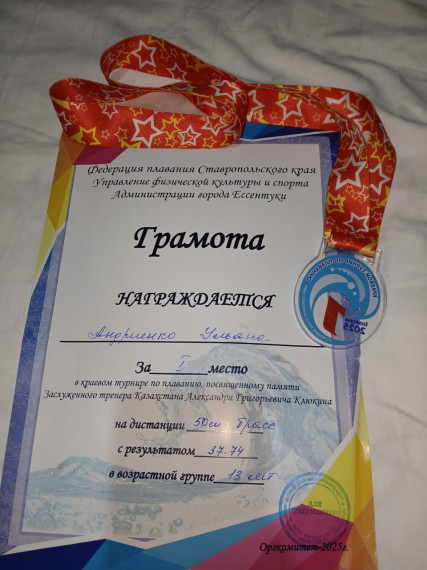 Федерация плавания Ставропольского края
Управление физической культуры и спорта
Администрации города Ессентуки
Грамота
НАГРАЖДАЕТСЯ
Андриенко Ульяна
За I место
в краевом турнире по плаванию, посвященному памяти
Заслуженного тренера Казахстана Александра Григорьевича Клюкина
на дистанции 50м брасс
с результатом 37.74
в возрастной группе 13 лет
ДЛЯ
Оргкомитет-2025г.
2025